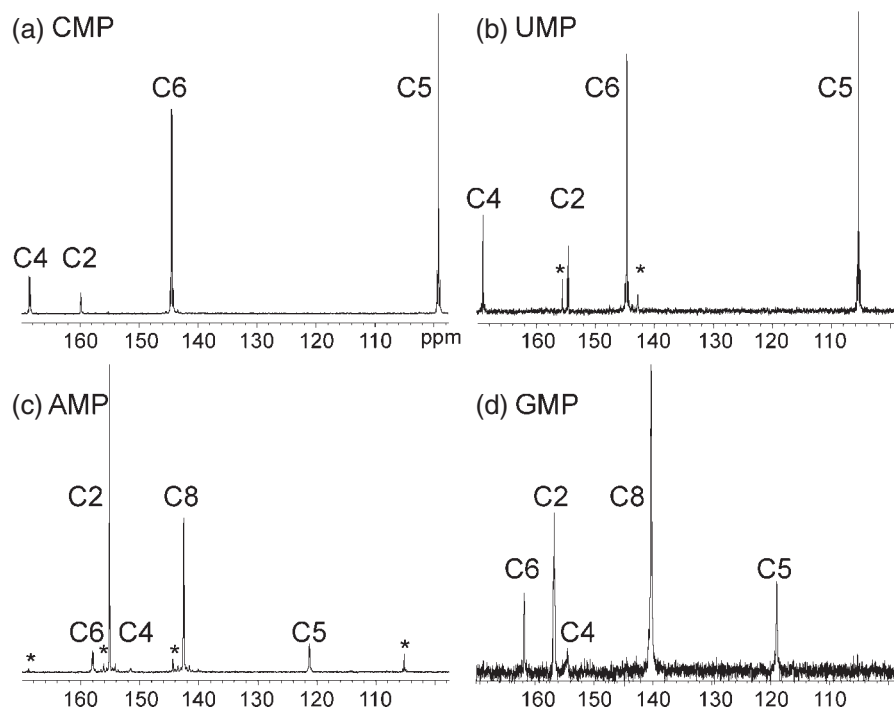 (a) CMP
C6
C5
C4
C2
160 150 140 130 120 110 ppm
(b) UMP
C6
C5
C4
C2
* *
160 150 140 130 120 110
(c) AMP
C2
C8
C6
C4
C5
* * * *
160 150 140 130 120 110
(d) GMP
C2
C8
C6
C5
C4
160 150 140 130 120 110